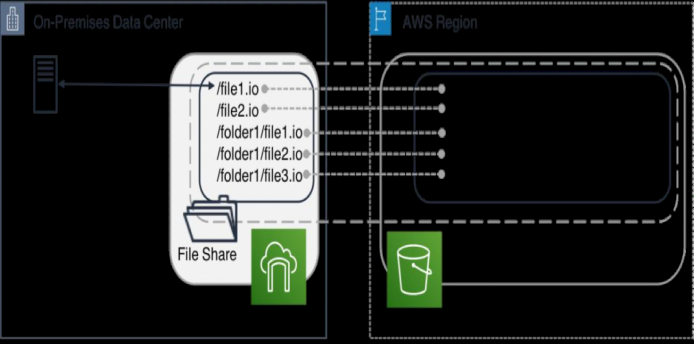 On-Premises Data Center
AWS Region
/file1.io
/file2.io
/folder1/file1.io
/folder1/file2.io
/folder1/file3.io
File Share